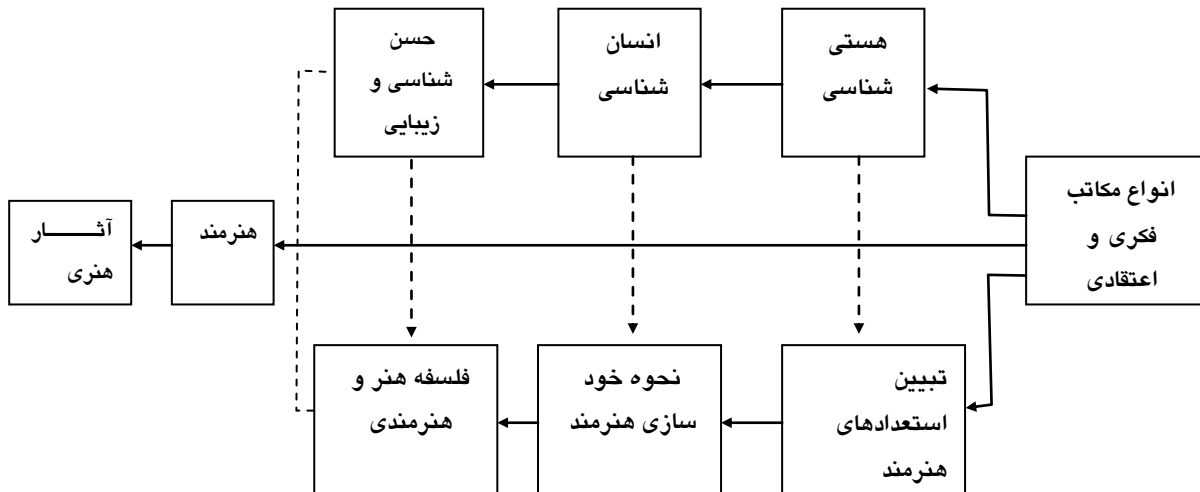 هستی
شناسی
انسان
شناسی
حسن
شناسی و
زیبایی
انواع مکاتب
فکری و
اعتقادی
هنرمند
آثـــــار
هنری
تبیین
استعدادهای
هنرمند
نحوه خود
سازی هنرمند
فلسفه هنر و
هنرمندی